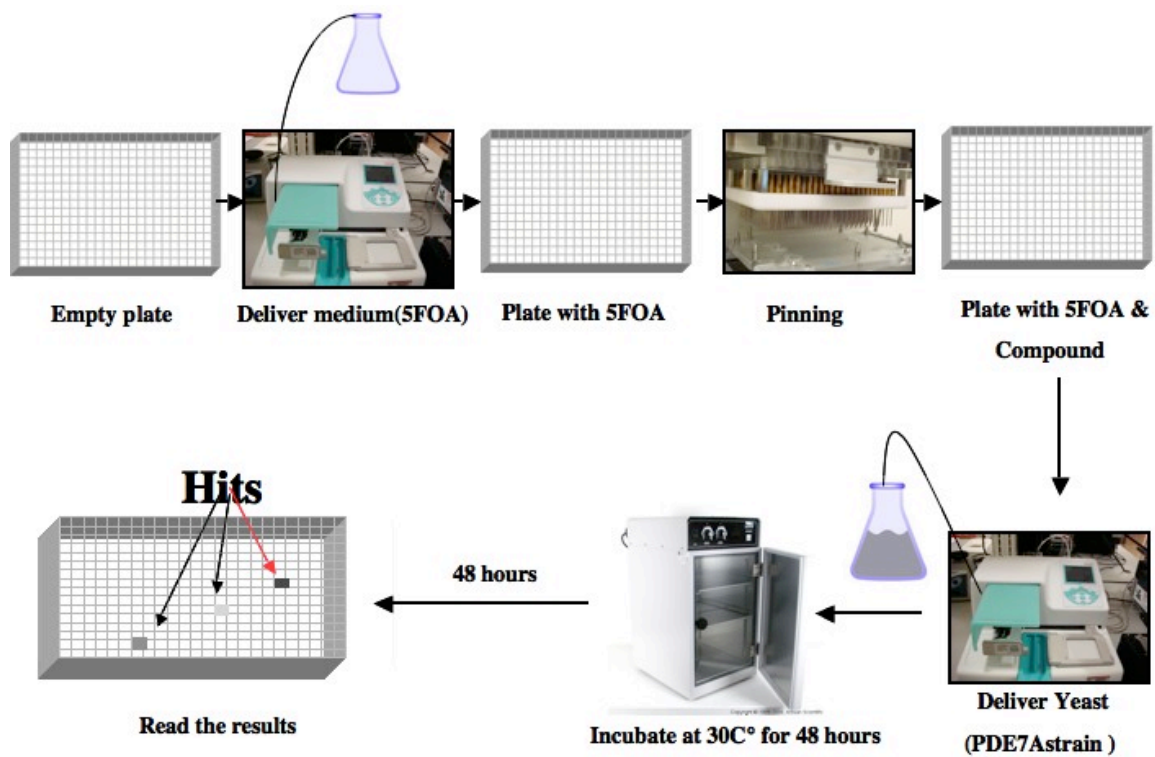 Empty plate
Deliver medium(5FOA)
Plate with 5FOA
Pinning
Plate with 5FOA &
Compound
Hits
48 hours
Read the results
Incubate at 30C° for 48 hours
Deliver Yeast
(PDE7Astrain )